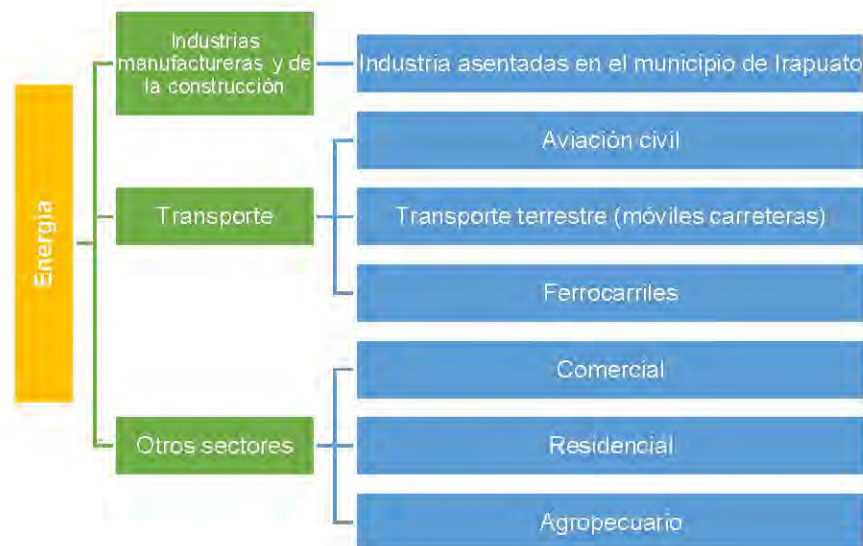 Energía
Industrias
manufactureras y de
la construcción
Industria asentadas en el municipio de Irapuato
Transporte
Aviación civil
Transporte terrestre (móviles carreteras)
Ferrocarriles
Otros sectores
Comercial
Residencial
Agropecuario